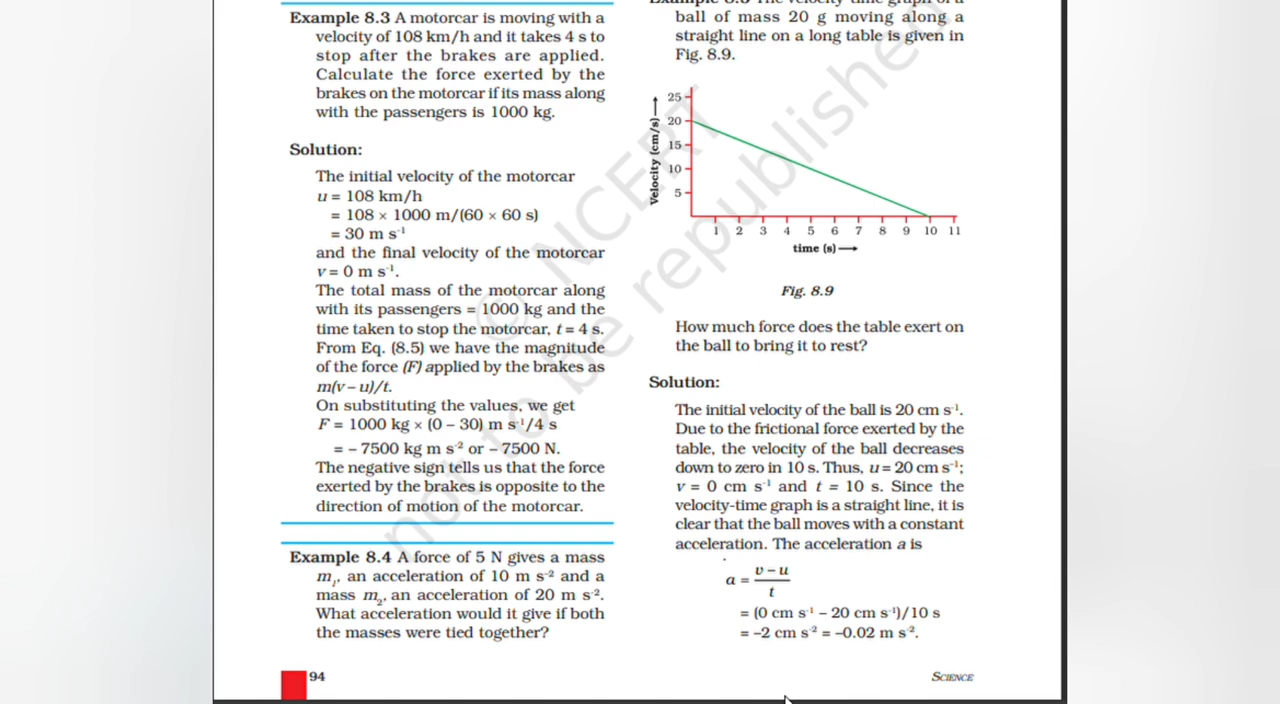 Example 8.3 A motorcar is moving with a
velocity of 108 km/h and it takes 4 s to
stop after the brakes are applied.
Calculate the force exerted by the
brakes on the motorcar if its mass along
with the passengers is 1000 kg.
Solution:
The initial velocity of the motorcar
u = 108 km/h
= 108 × 1000 m/(60 × 60 s)
= 30 m s⁻¹
and the final velocity of the motorcar
v = 0 m s⁻¹.
The total mass of the motorcar along
with its passengers = 1000 kg and the
time taken to stop the motorcar, t = 4 s.
From Eq. (8.5) we have the magnitude
of the force (F) applied by the brakes as
m(v – u)/t.
On substituting the values, we get
F = 1000 kg × (0 – 30) m s⁻¹/4 s
= – 7500 kg m s⁻² or – 7500 N.
The negative sign tells us that the force
exerted by the brakes is opposite to the
direction of motion of the motorcar.
Example 8.4 A force of 5 N gives a mass
m₁, an acceleration of 10 m s⁻² and a
mass m₂, an acceleration of 20 m s⁻².
What acceleration would it give if both
the masses were tied together?
94
ball of mass 20 g moving along a
straight line on a long table is given in
Fig. 8.9.
Velocity (cm/s)
25
20
15
10
5
1 2 3 4 5 6 7 8 9 10 11
time (s)
Fig. 8.9
How much force does the table exert on
the ball to bring it to rest?
Solution:
The initial velocity of the ball is 20 cm s⁻¹.
Due to the frictional force exerted by the
table, the velocity of the ball decreases
down to zero in 10 s. Thus, u = 20 cm s⁻¹;
v = 0 cm s⁻¹ and t = 10 s. Since the
velocity-time graph is a straight line, it is
clear that the ball moves with a constant
acceleration. The acceleration a is
a = v – u
t
= (0 cm s⁻¹ – 20 cm s⁻¹)/10 s
= –2 cm s⁻² = –0.02 m s⁻².
SCIENCE
© NCERT
not to be republished